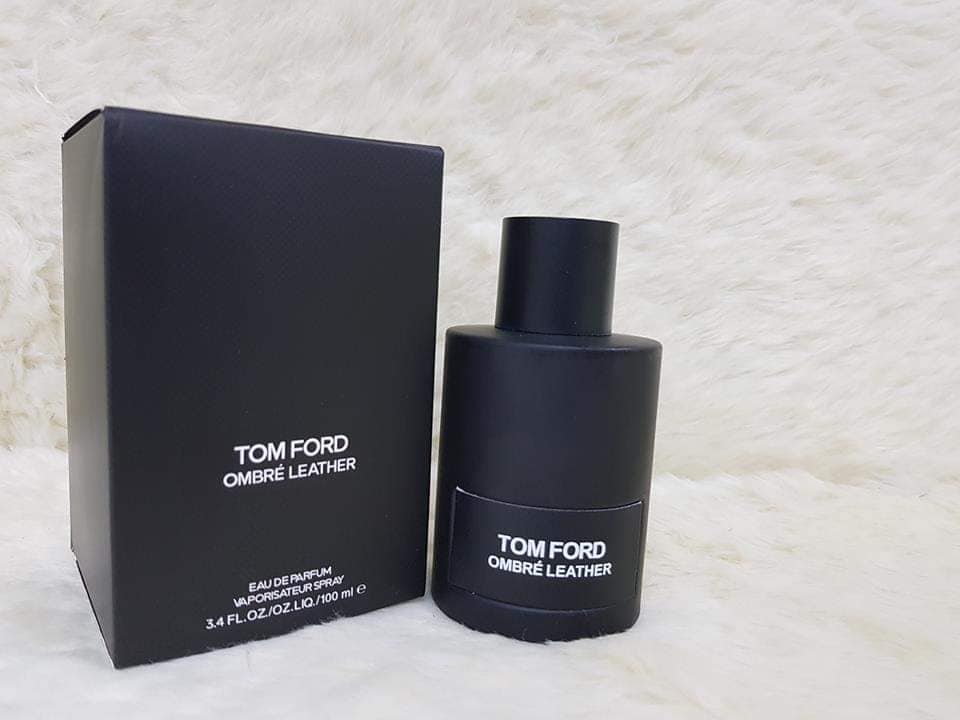 TOM FORD
OMBRÉ LEATHER
EAU DE PARFUM
VAPORISATEUR SPRAY
3.4 FL.OZ./OZ.LIQ./100 ml ℮
TOM FORD
OMBRÉ LEATHER